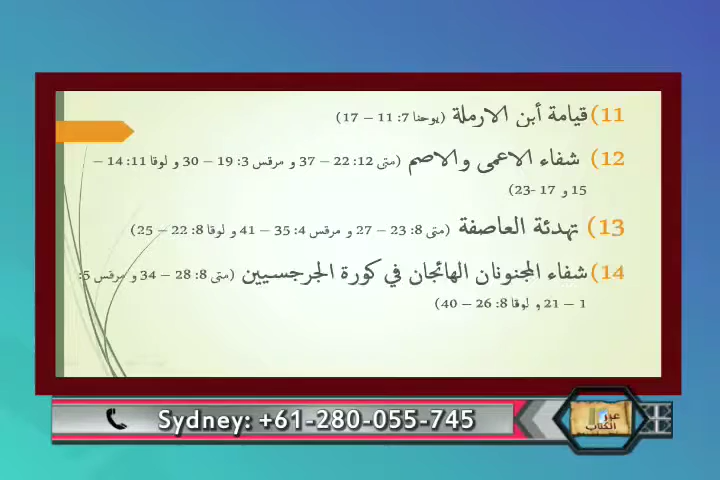 11) قيامة أبن الارملة (يوحنا 7: 11 – 17)
12) شفاء الاعمى والاصم (متى 12: 22 – 37 و مرقس 3: 19 – 30 و لوقا 11: 14 –
15 و 17 -23)
13) تهدئة العاصفة (متى 8: 23 – 27 و مرقس 4: 35 – 41 و لوقا 8: 22 – 25)
14) شفاء المجنونان الهائجان في كورة الجرجسيين (متى 8: 28 – 34 و مرقس 5:
1 – 21 و لوقا 8: 26 – 40)
Sydney: +61-280-055-745
عبر
الكتاب